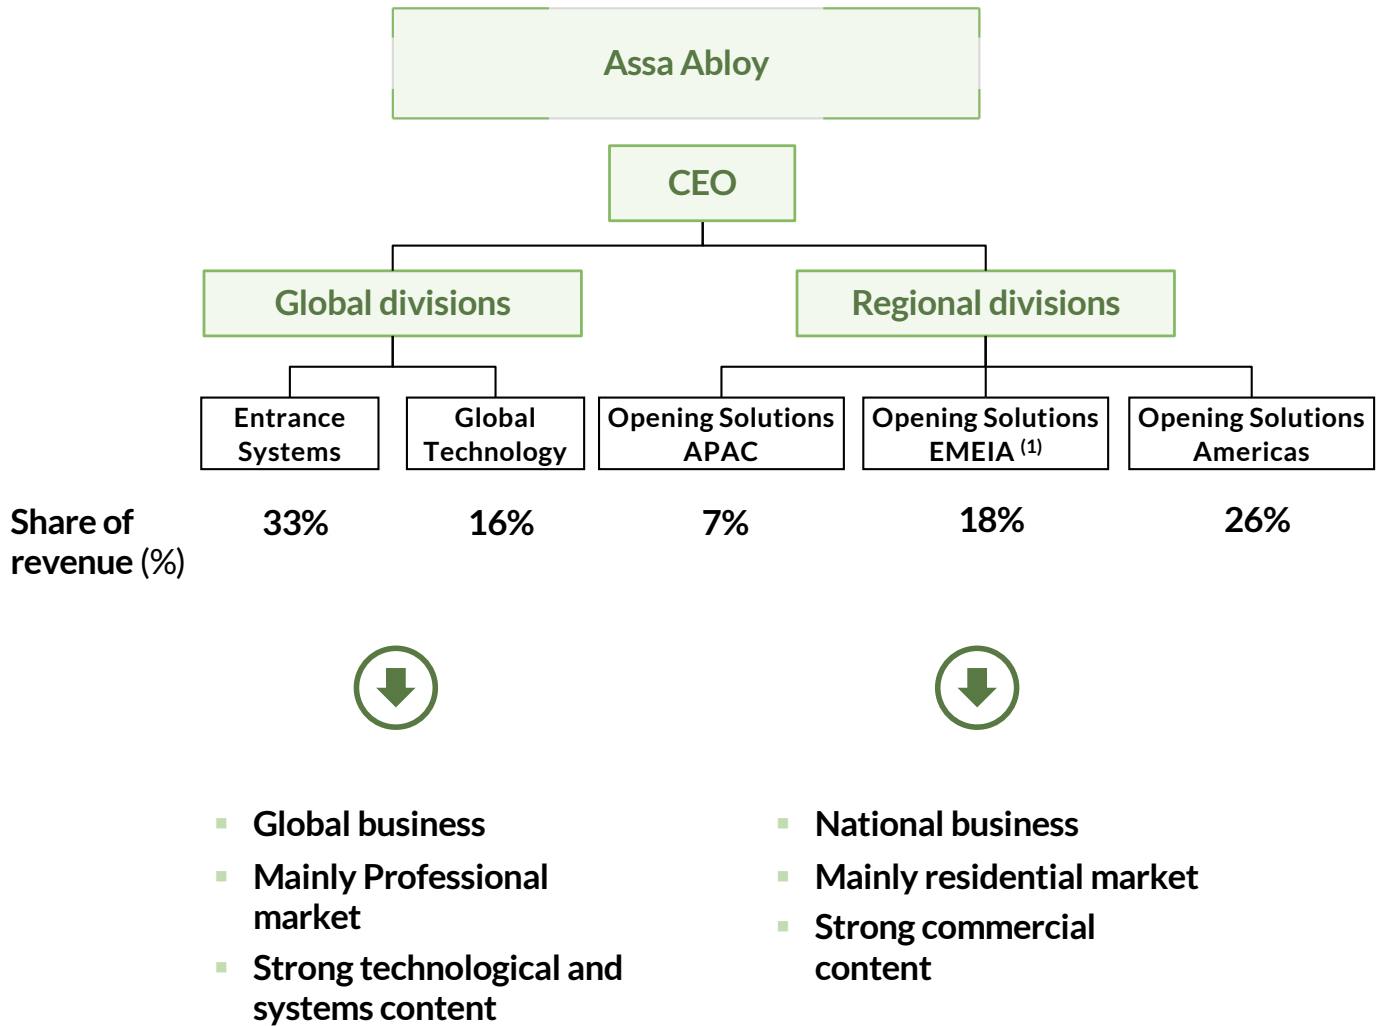 Assa Abloy
CEO
Global divisions
Regional divisions
Entrance
Systems
Global
Technology
Opening Solutions
APAC
Opening Solutions
EMEIA (1)
Opening Solutions
Americas
Share of
revenue (%)
33%
16%
7%
18%
26%
Global business
Mainly Professional
market
Strong technological and
systems content
National business
Mainly residential market
Strong commercial
content